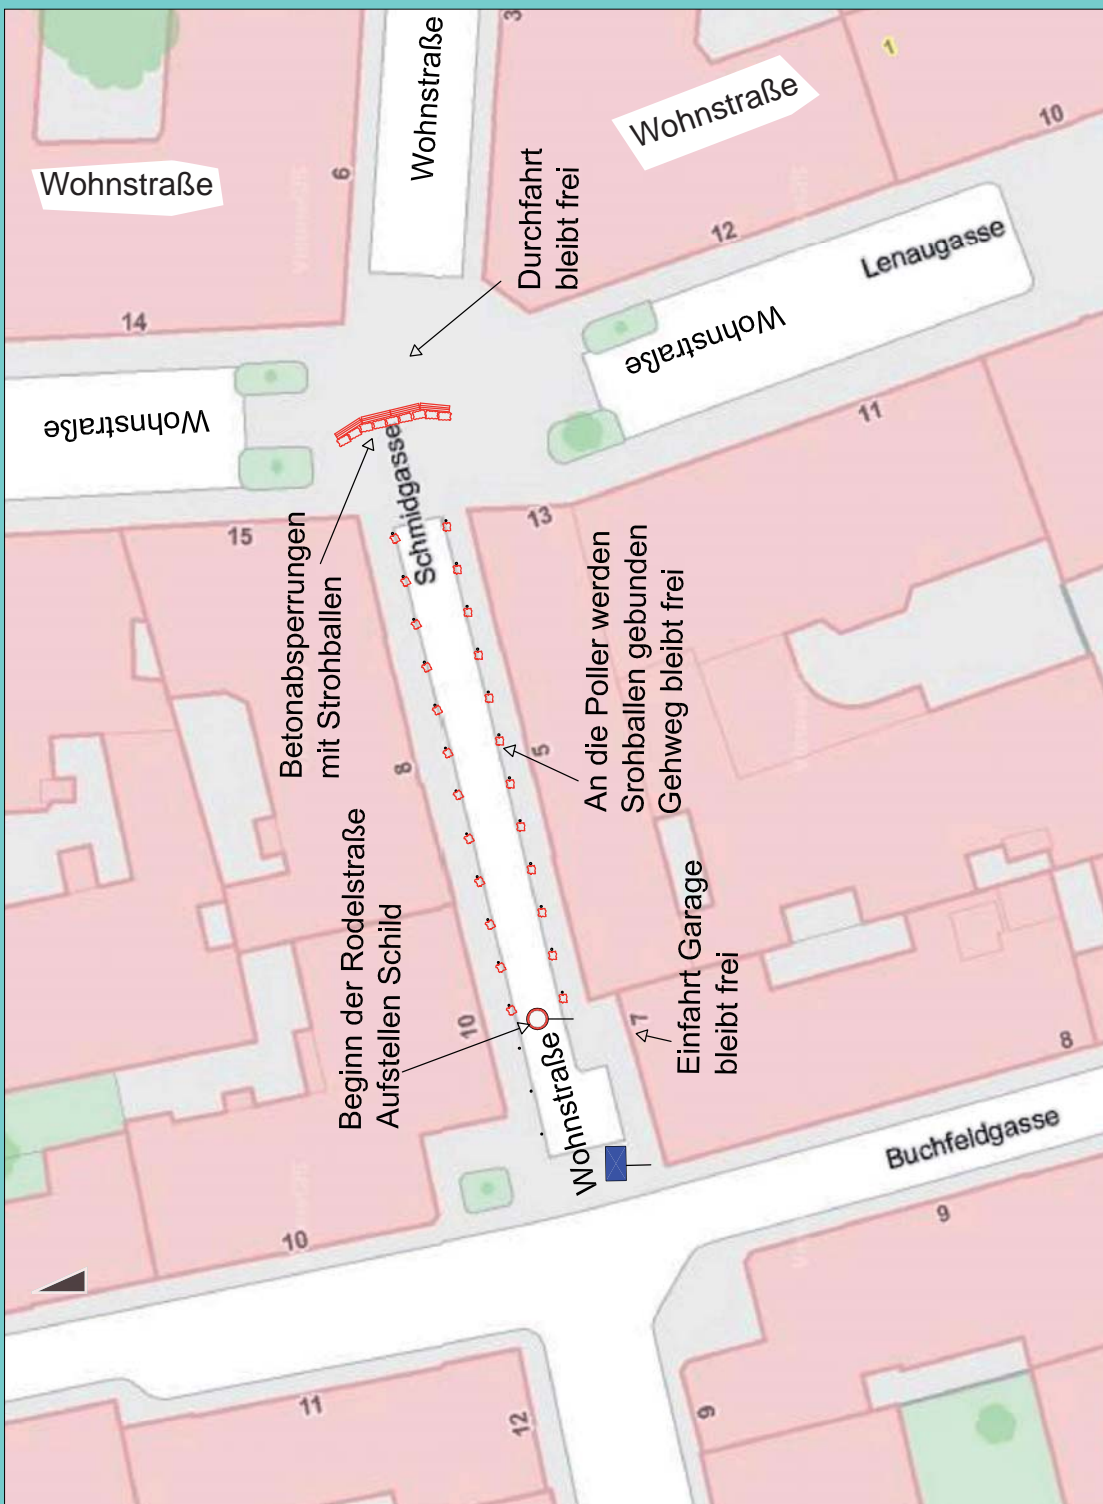 Wohnstraße
3
Wohnstraße
1
10
Wohnstraße
6
12
Durchfahrt
bleibt frei
Lenaugasse
14
Wohnstraße
Wohnstraße
11
Schmidgasse
15
13
Betonabsperrungen
mit Strohballen
An die Poller werden
Srohballen gebunden
Gehweg bleibt frei
8
5
Beginn der Rodelstraße
Aufstellen Schild
Einfahrt Garage
bleibt frei
10
7
8
Wohnstraße
Buchfeldgasse
10
9
11
12
9